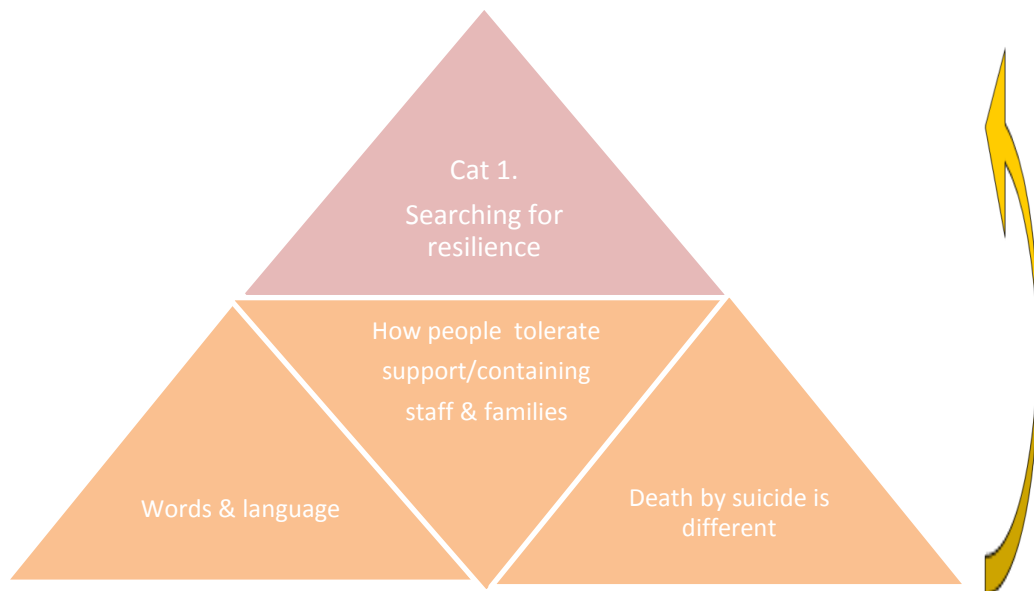 Cat 1.
Searching for
resilience
How people tolerate
support/containing
staff & families
Words & language
Death by suicide is
different